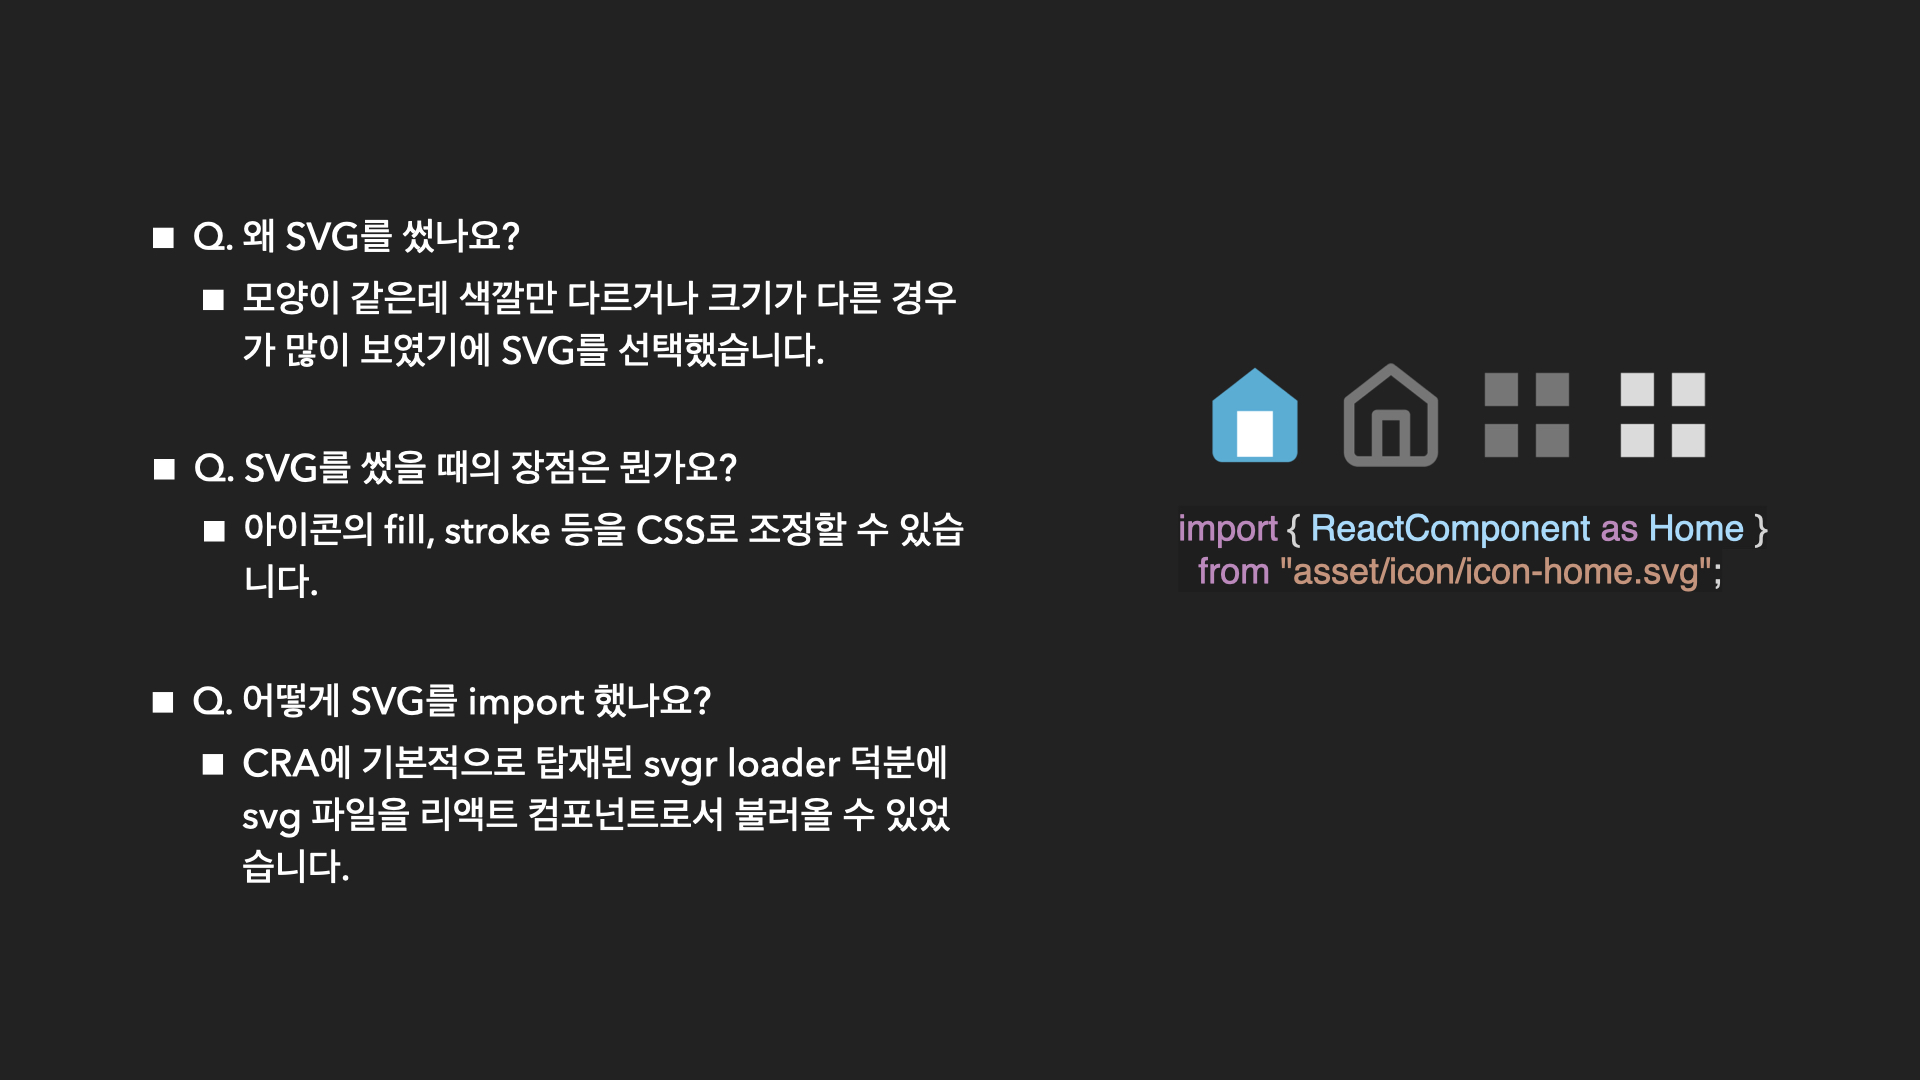 Q. 왜 SVG를 썼나요?
모양이 같은데 색깔만 다르거나 크기가 다른 경우
가 많이 보였기에 SVG를 선택했습니다.
Q. SVG를 썼을 때의 장점은 뭔가요?
아이콘의 fill, stroke 등을 CSS로 조정할 수 있습
니다.
Q. 어떻게 SVG를 import 했나요?
CRA에 기본적으로 탑재된 svgr loader 덕분에
svg 파일을 리액트 컴포넌트로서 불러올 수 있었
습니다.
import { ReactComponent as Home }
from "asset/icon/icon-home.svg";